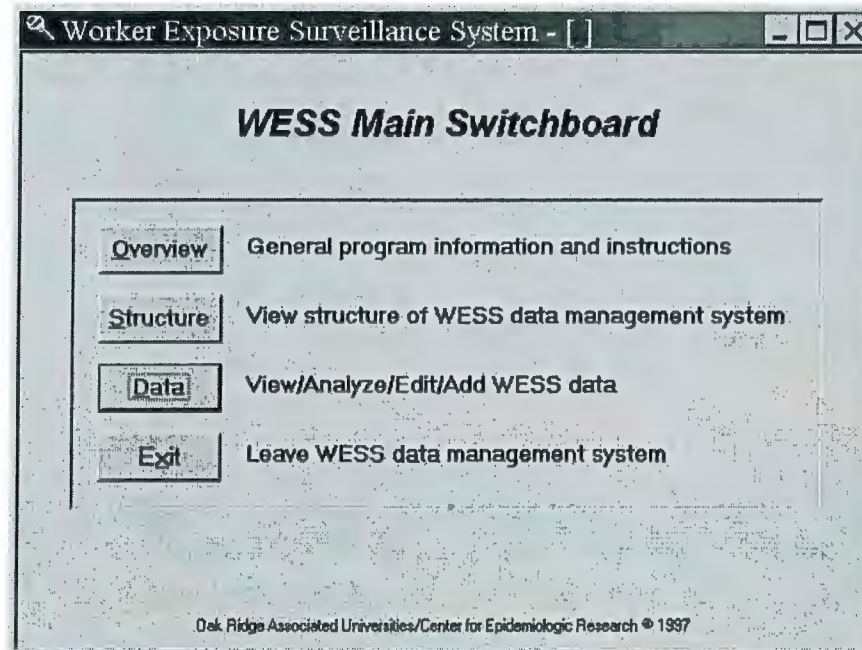 Worker Exposure Surveillance System - [ ]
WESS Main Switchboard
Overview General program information and instructions
Structure View structure of WESS data management system
Data View/Analyze/Edit/Add WESS data
Exit Leave WESS data management system
Oak Ridge Associated Universities/Center for Epidemiologic Research © 1997